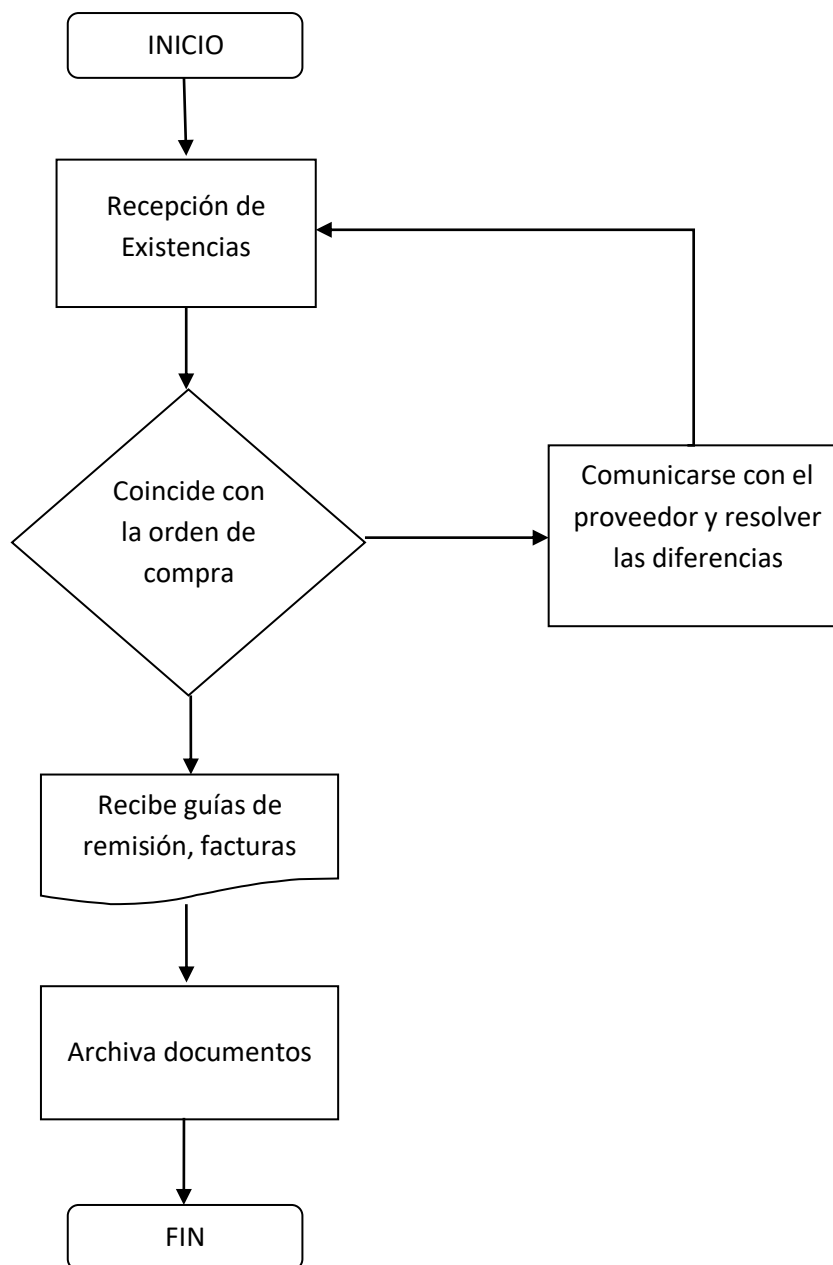 INICIO
Recepción de
Existencias
Coincide con
la orden de
compra
Comunicarse con el
proveedor y resolver
las diferencias
Recibe guías de
remisión, facturas
Archiva documentos
FIN